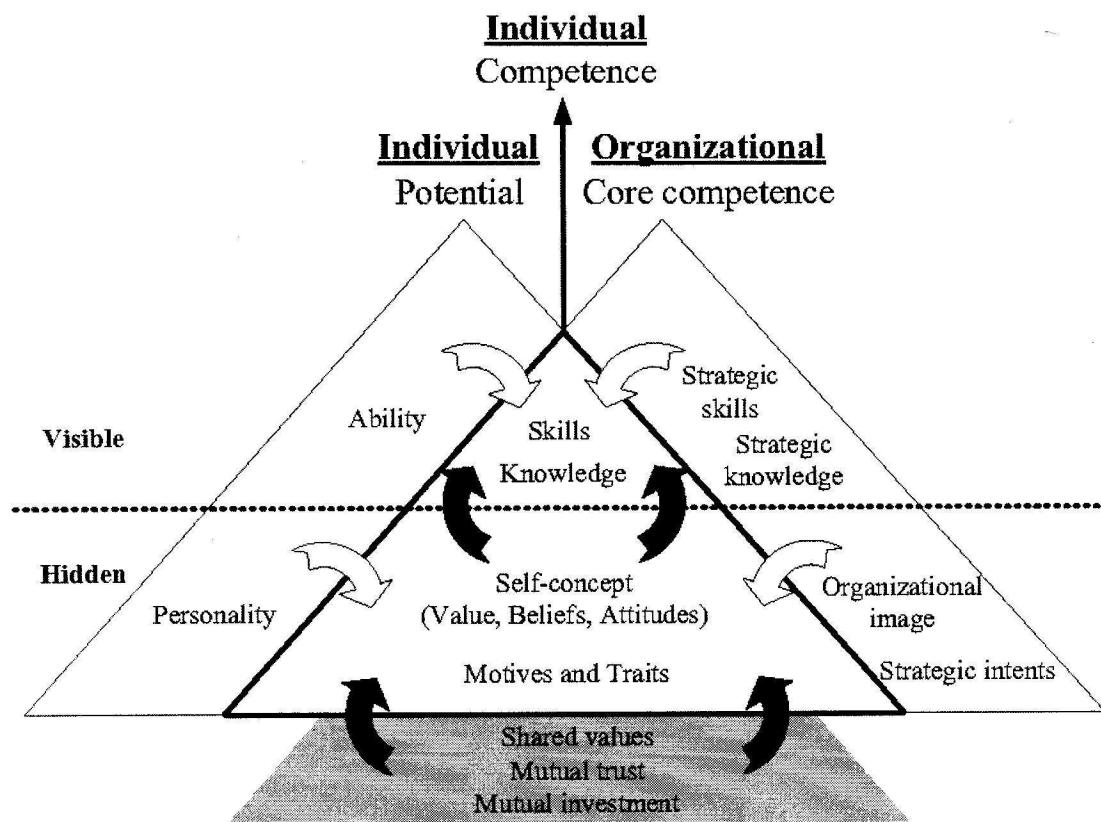 Individual
Competence
Individual
Potential
Organizational
Core competence
Ability
Skills
Knowledge
Strategic
skills
Strategic
knowledge
Visible
Hidden
Personality
Self-concept
(Value, Beliefs, Attitudes)
Motives and Traits
Organizational
image
Strategic intents
Shared values
Mutual trust
Mutual investment